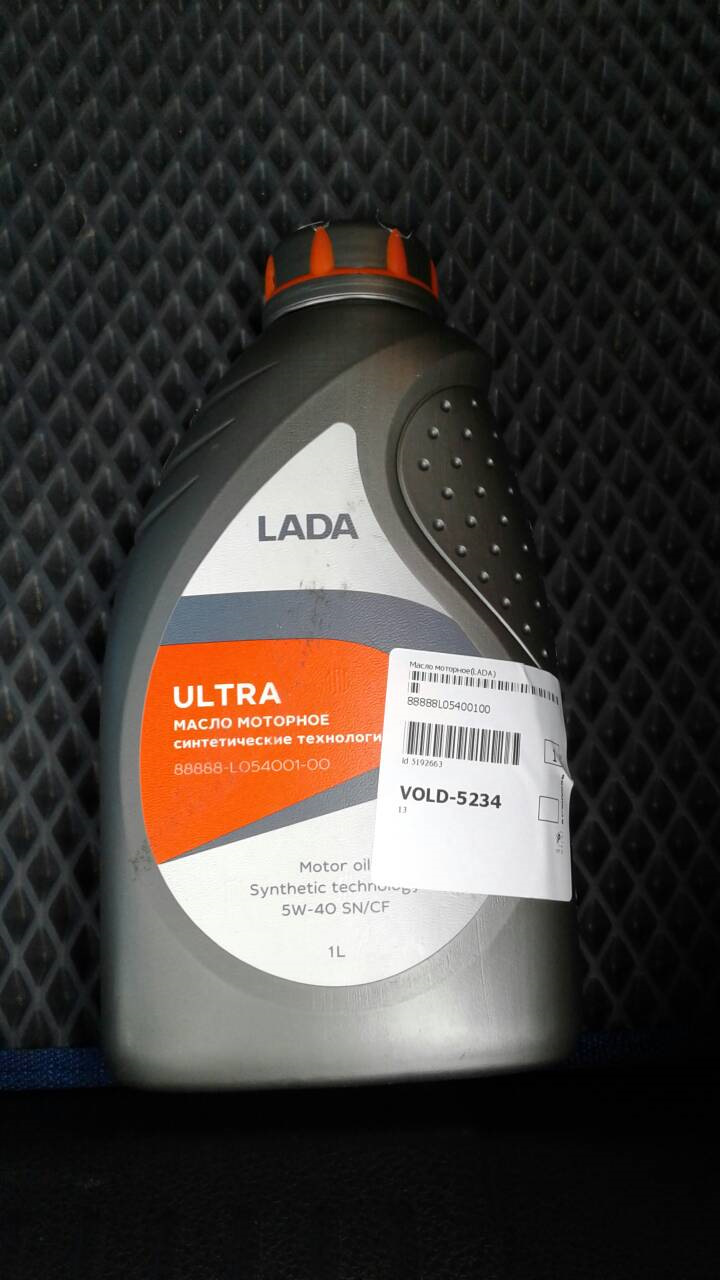 LADA
ULTRA
МАСЛО МОТОРНОЕ
синтетические технологи
88888-L054001-00
Motor oil
Synthetic technology
5W-40 SN/CF
1L
Масло моторное(LADA)
88888L05400100
id 5192663
1
VOLD-5234
13